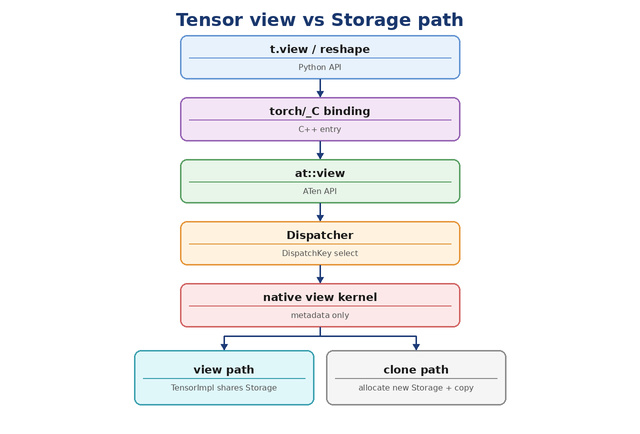 Tensor view vs Storage path
t.view / reshape
Python API
torch/_C binding
C++ entry
at::view
ATen API
Dispatcher
DispatchKey select
native view kernel
metadata only
view path
TensorImpl shares Storage
clone path
allocate new Storage + copy